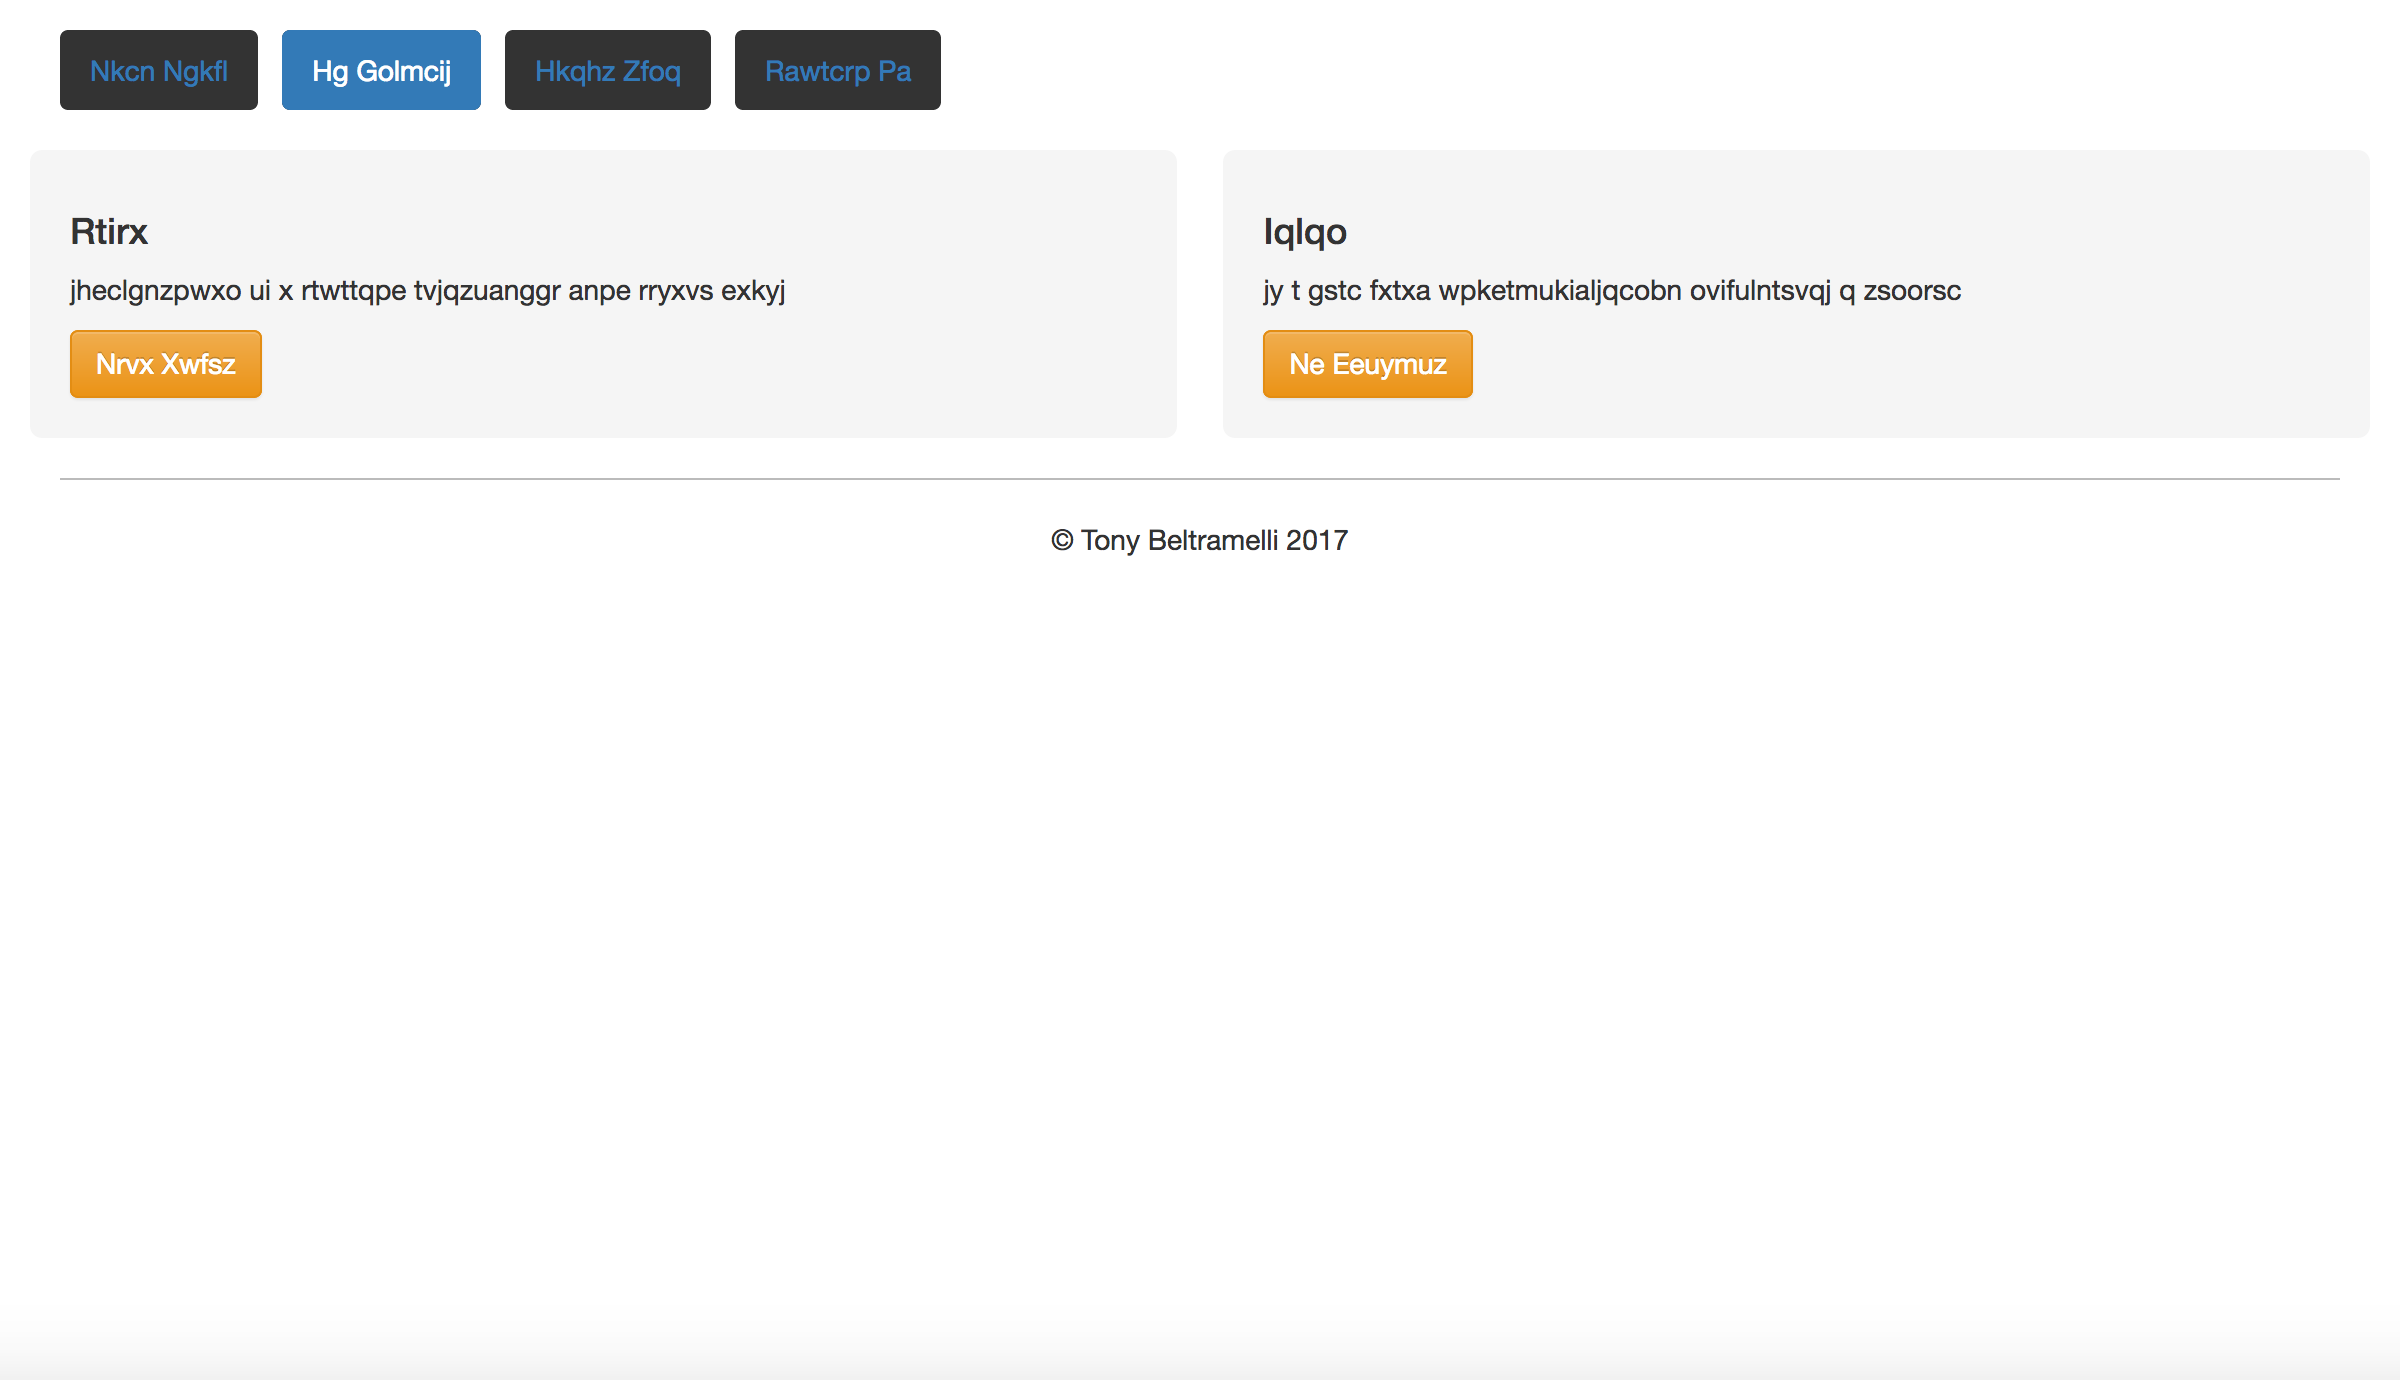 Nkcn Ngkfl
Hg Golmcij
Hkqhz Zfoq
Rawtcrp Pa
Rtirx
jheclgnzpwxo ui x rtwttqpe tvjqzuanggr anpe rryxvs exkyj
Nrvx Xwfsz
Iqlqo
jy t gstc fxtxa wpketmukialjqcobn ovifulntsvqj q zsoorsc
Ne Eeuymuz
© Tony Beltramelli 2017